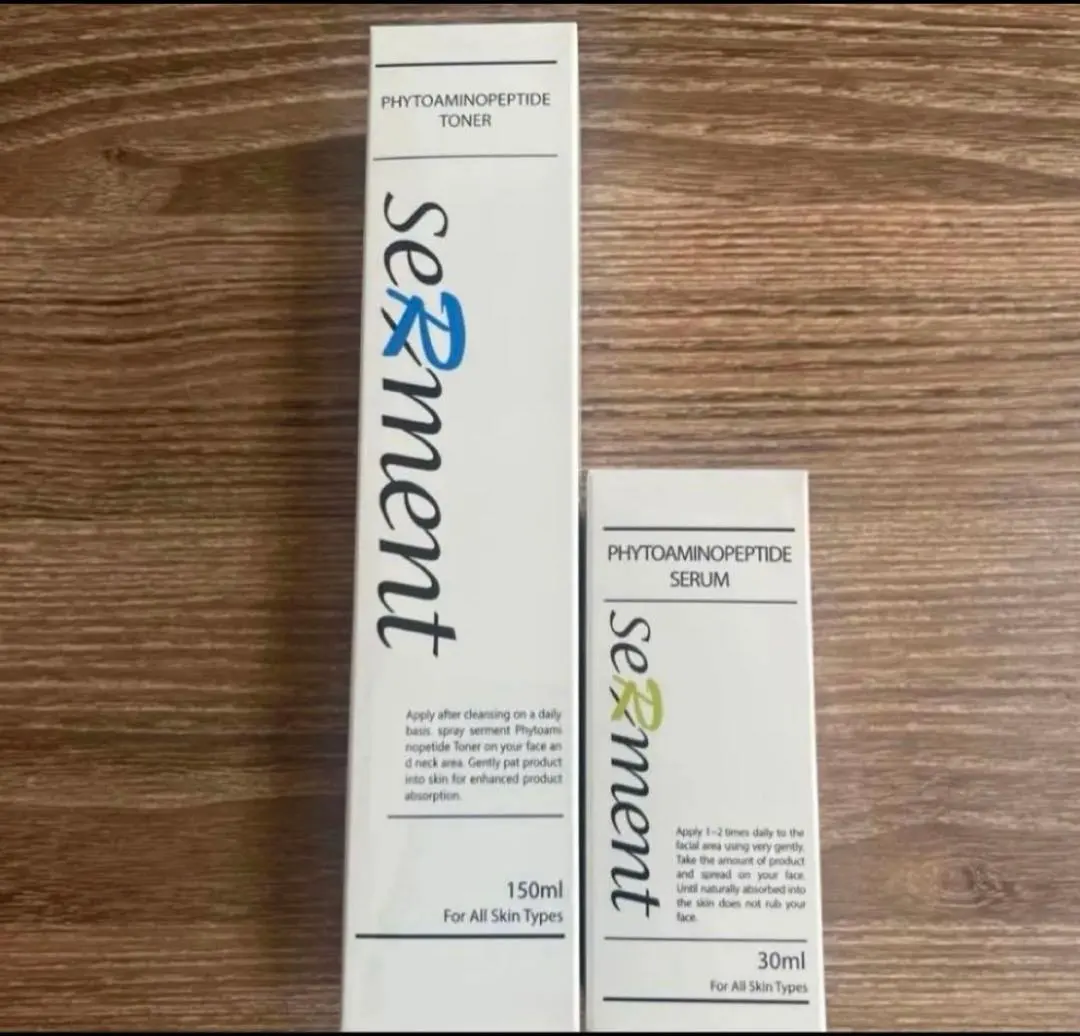 PHYTOAMINOPEPTIDE
TONER
seRment
Apply after cleansing on a daily
basis. spray serment Phytoami
nopetide Toner on your face an
d neck area. Gently pat product
into skin for enhanced product
absorption.
150ml
For All Skin Types
PHYTOAMINOPEPTIDE
SERUM
seRment
Apply 1~2 times daily to the
facial area using very gently.
Take the amount of product
and spread on your face.
Until naturally absorbed into
the skin does not rub your
face.
30ml
For All Skin Types